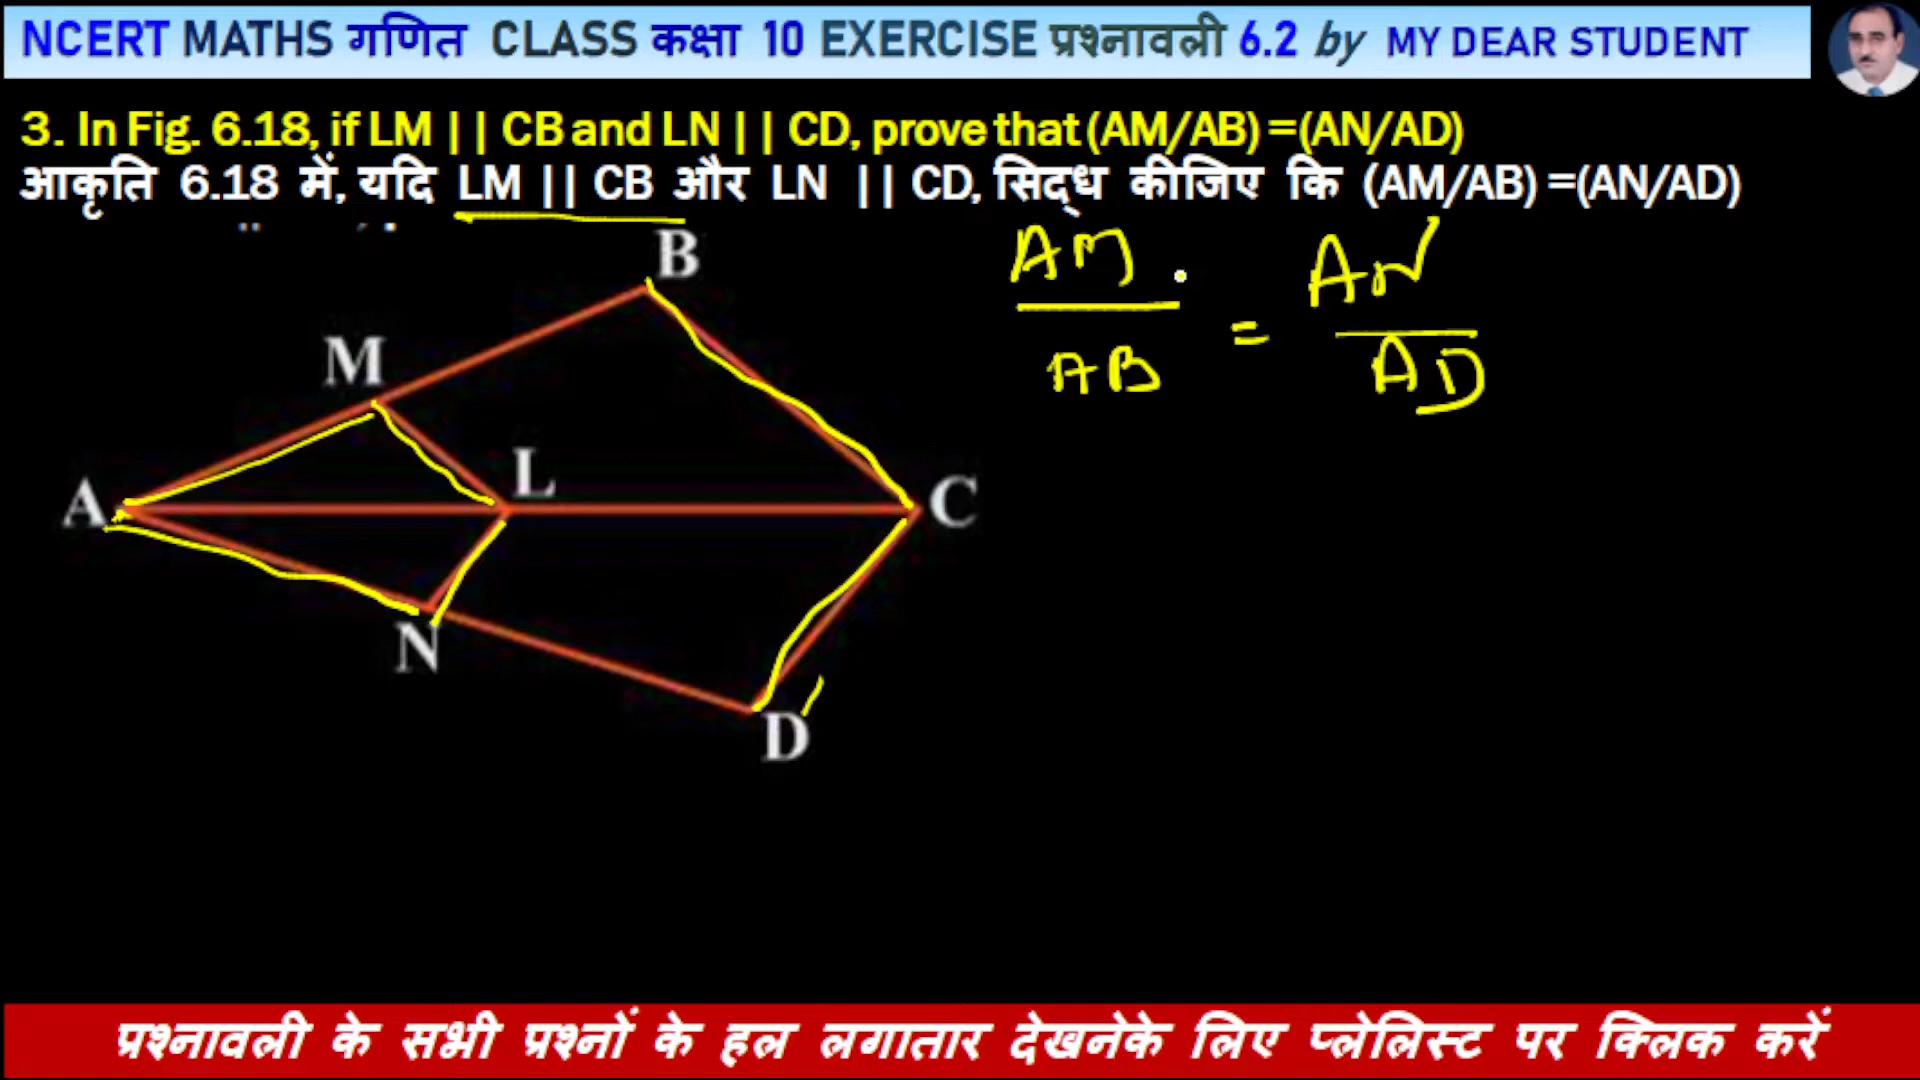 NCERT MATHS गणित CLASS कक्षा 10 EXERCISE प्रश्नावली 6.2 by MY DEAR STUDENT
3. In Fig. 6.18, if LM || CB and LN || CD, prove that (AM/AB) =(AN/AD)
आकृति 6.18 में, यदि LM || CB और LN || CD, सिद्ध कीजिए कि (AM/AB) =(AN/AD)
B
M
L
A
C
N
D
AM
AB
=
AN
AD
प्रश्नावली के सभी प्रश्नों के हल लगातार देखनेके लिए प्लेलिस्ट पर क्लिक करें